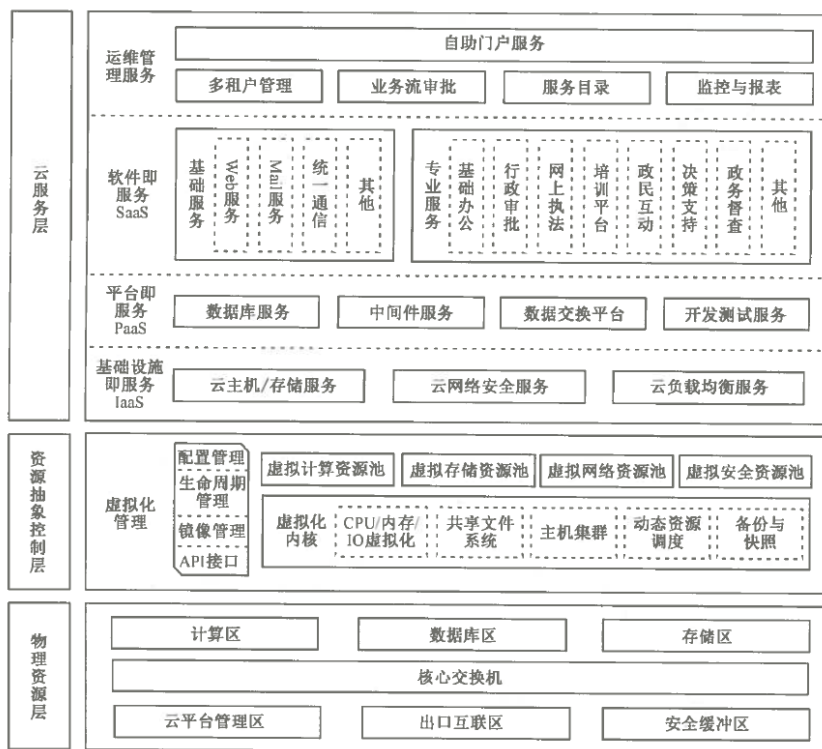 云服务层
运维管
理服务
自助门户服务
多租户管理
业务流审批
服务目录
监控与报表
软件即
服务
SaaS
基础服务
Web服务
Mail服务
统一通信
其他
专业服务
基础办公
行政审批
网上执法
培训平台
政民互动
决策支持
政务督查
其他
平台即
服务
PaaS
数据库服务
中间件服务
数据交换平台
开发测试服务
基础设施
即服务
IaaS
云主机/存储服务
云网络安全服务
云负载均衡服务
资源抽象控制层
虚拟化
管理
配置管理
生命周期
管理
镜像管理
API接口
虚拟计算资源池
虚拟存储资源池
虚拟网络资源池
虚拟安全资源池
虚拟化
内核
CPU/内存/
IO虚拟化
共享文件
系统
主机集群
动态资源
调度
备份与
快照
物理资源层
计算区
数据库区
存储区
核心交换机
云平台管理区
出口互联区
安全缓冲区